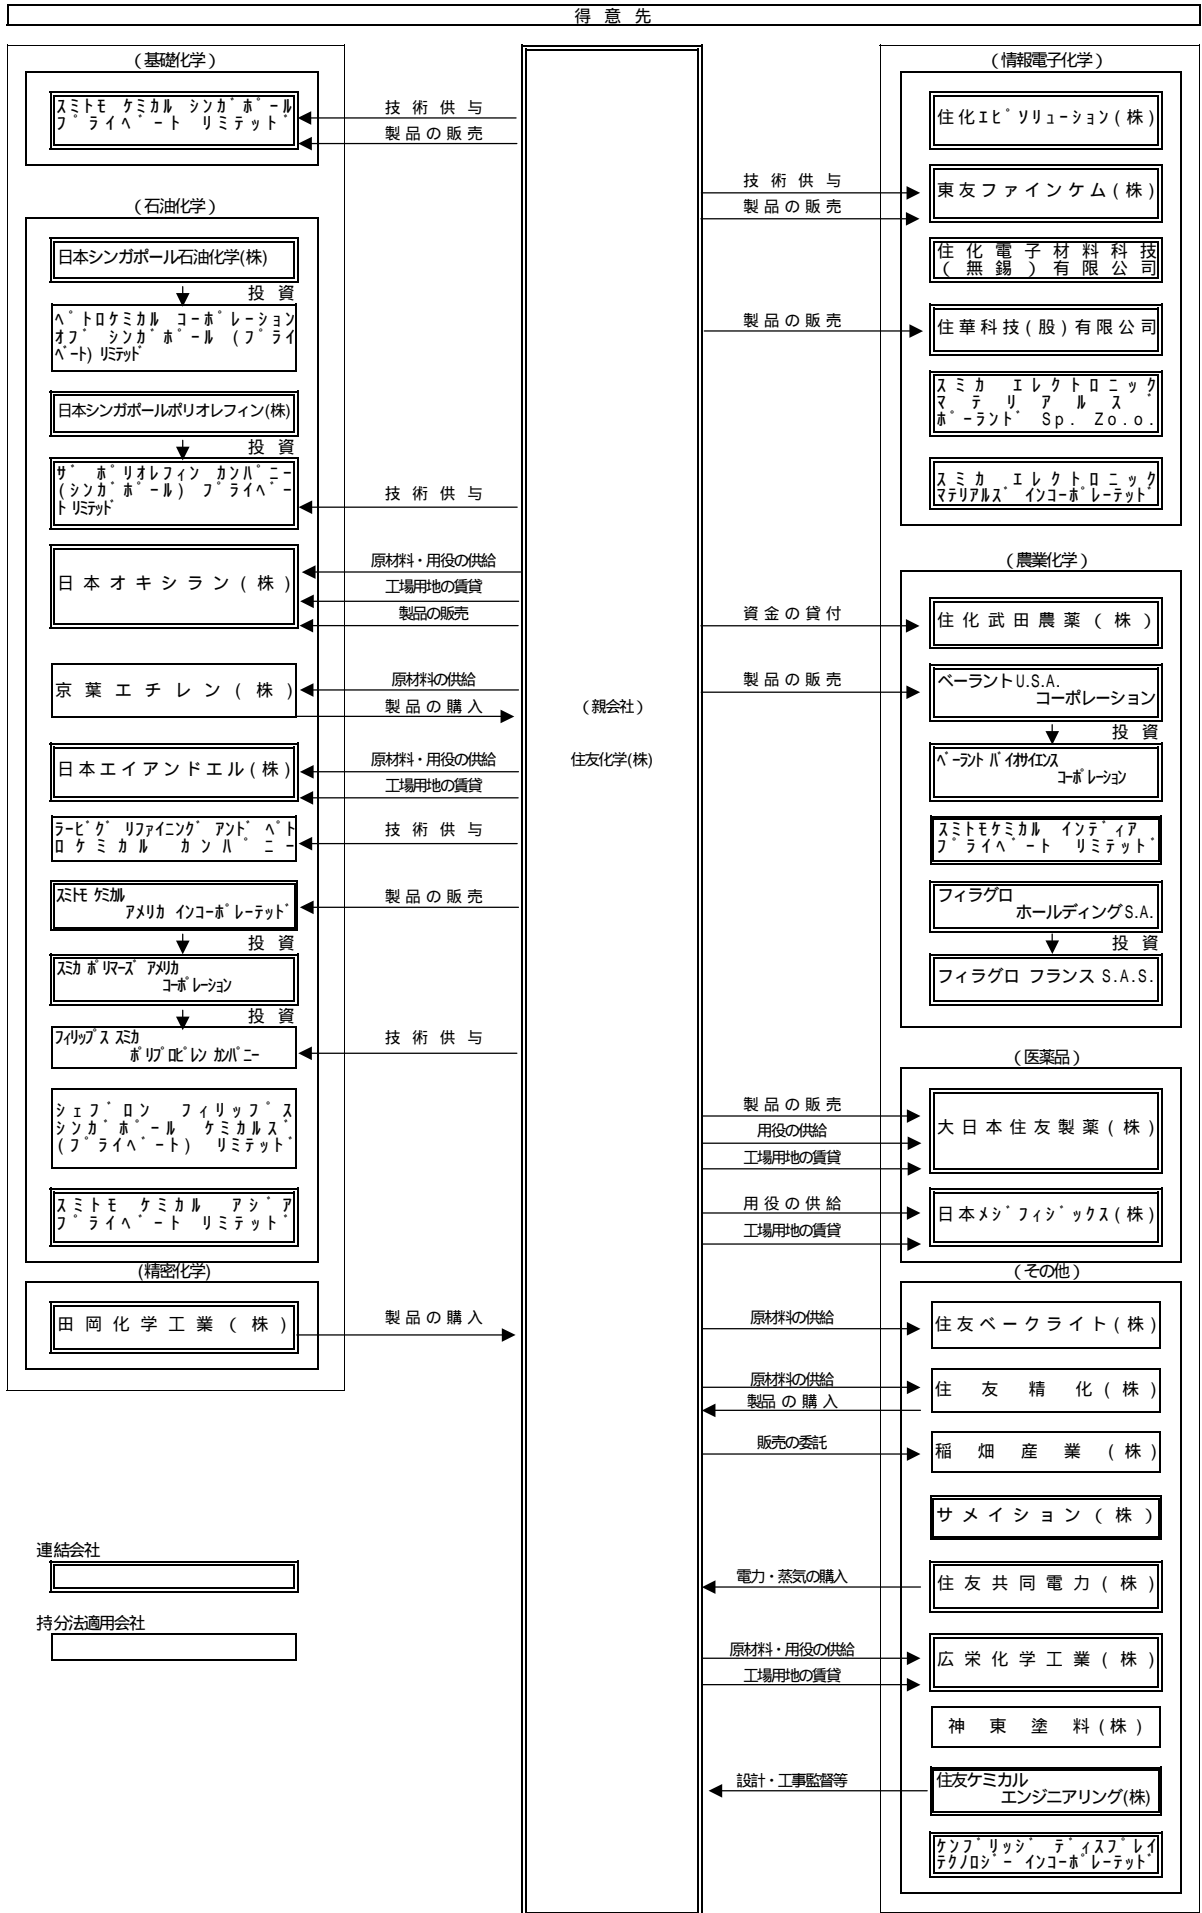 得意先
(基礎化学)
スミトモ ケミカル シンガポール
プライベート リミテッド
技術供与
製品の販売
(石油化学)
日本シンガポール石油化学(株)
投資
ペトロケミカル コーポレーション
オブ シンガポール (プライ
ベート) リミテッド
日本シンガポールポリオレフィン(株)
投資
ザ ポリオレフィン カンパニー
(シンガポール) プライベー
ト リミテッド
技術供与
日本オキシラン(株)
原材料・用役の供給
工場用地の賃貸
製品の販売
京葉エチレン(株)
原材料の供給
製品の購入
日本エイアンドエル(株)
原材料・用役の供給
工場用地の賃貸
ラービグ リファイニング アンド ペト
ロケミカル カンパニー
技術供与
スミトモ ケミカル
アメリカ インコーポレーテッド
製品の販売
投資
スミカ ポリマーズ アメリカ
コーポレーション
投資
フィリップス スミカ
ポリプロピレン カンパニー
技術供与
シェブロン フィリップス
シンガポール ケミカルズ
(プライベート) リミテッド
スミトモ ケミカル アジア
プライベート リミテッド
(精密化学)
田岡化学工業(株)
製品の購入
連結会社
持分法適用会社
(親会社)
住友化学(株)
(情報電子化学)
住化エピソリューション(株)
技術供与
製品の販売
東友ファインケム(株)
住化電子材料科技
(無錫)有限公司
製品の販売
住華科技(股)有限公司
スミカ エレクトロニック
マテリアルズ
ポーランド Sp. Zo.o.
スミカ エレクトロニック
マテリアルズ インコーポレーテッド
(農業化学)
資金の貸付
住化武田農薬(株)
製品の販売
ベーラントU.S.A.
コーポレーション
投資
ベーラント バイオサイエンス
コーポレーション
スミトモケミカル インディア
プライベート リミテッド
フィラグロ
ホールディングS.A.
投資
フィラグロ フランス S.A.S.
(医薬品)
製品の販売
用役の供給
工場用地の賃貸
大日本住友製薬(株)
用役の供給
工場用地の賃貸
日本メジフィジックス(株)
(その他)
原材料の供給
住友ベークライト(株)
原材料の供給
製品の購入
住友精化(株)
販売の委託
稲畑産業(株)
サメイション(株)
電力・蒸気の購入
住友共同電力(株)
原材料・用役の供給
工場用地の賃貸
広栄化学工業(株)
神東塗料(株)
設計・工事監督等
住友ケミカル
エンジニアリング(株)
ケンブリッジ ディスプレイ
テクノロジー インコーポレーテッド